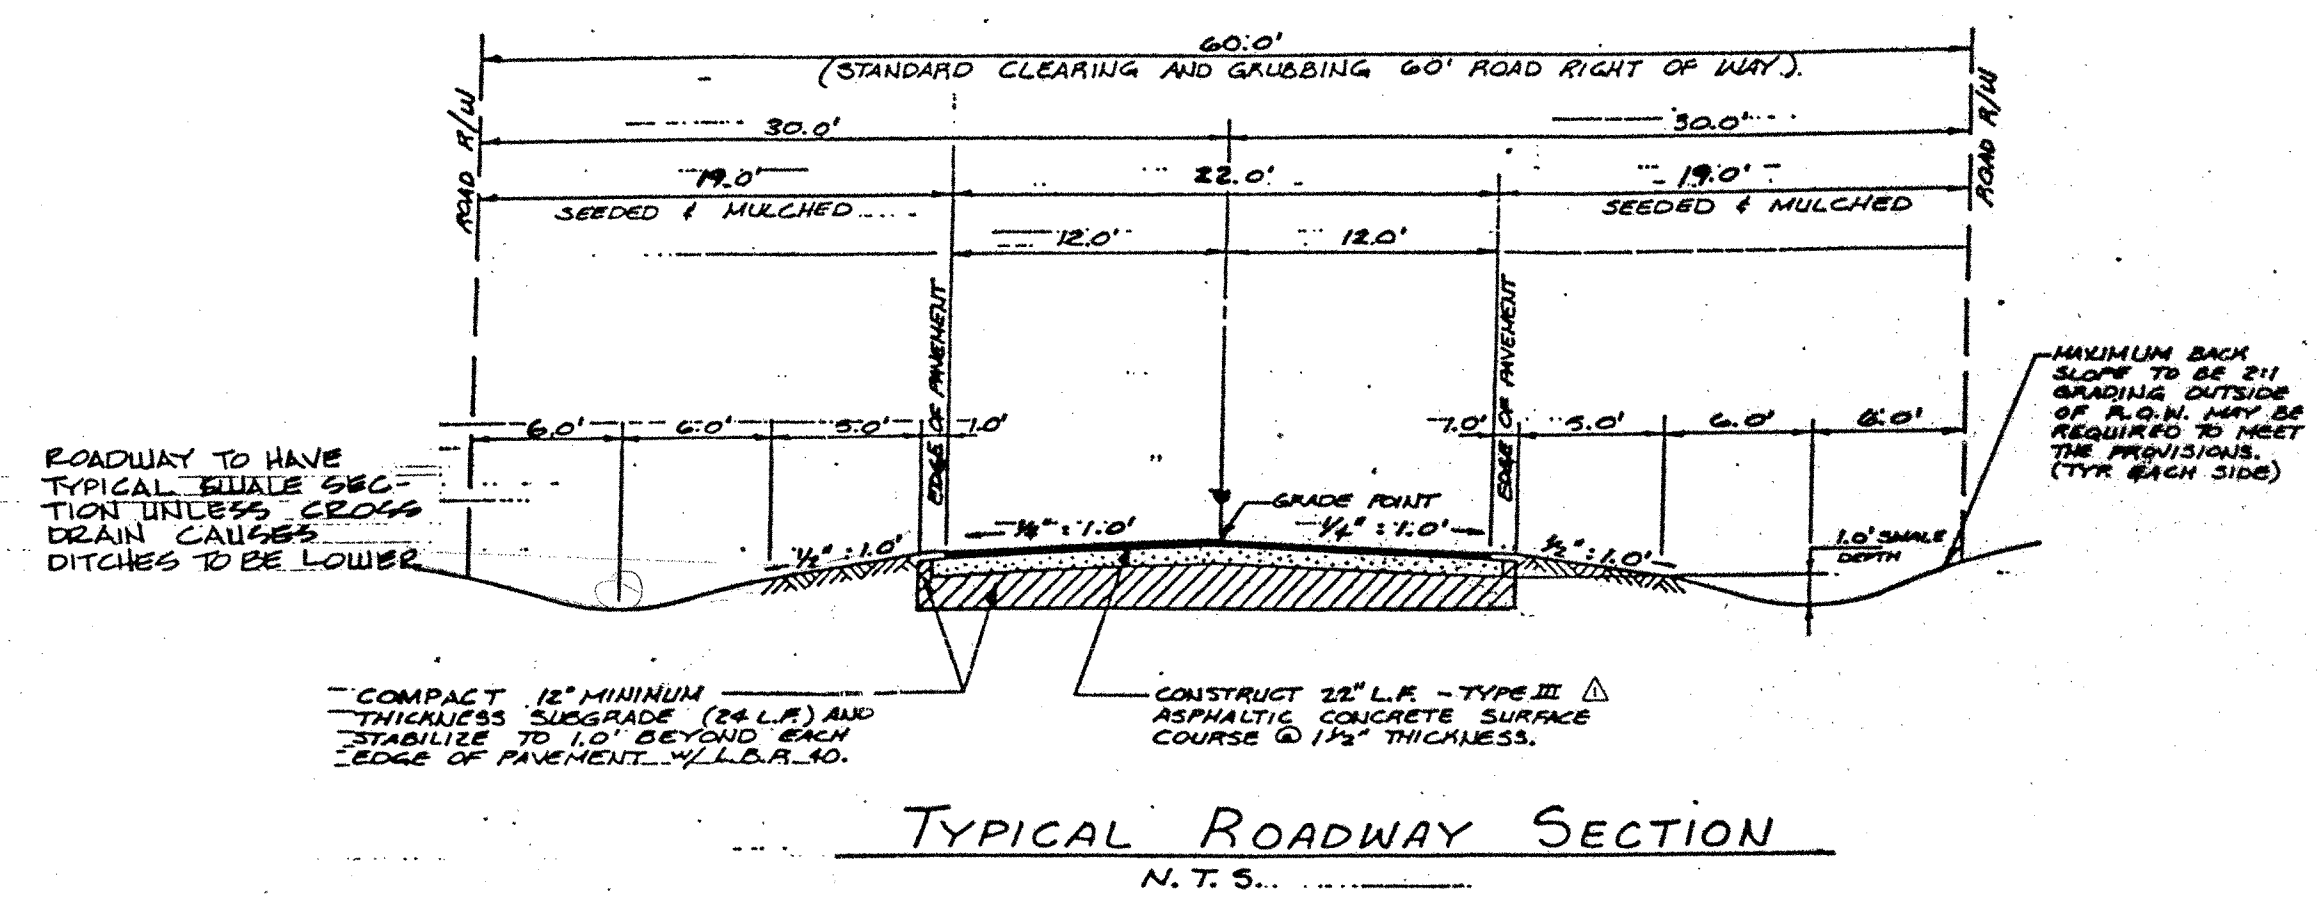 60.0'
(STANDARD CLEARING AND GRUBBING 60' ROAD RIGHT OF WAY.)
ROAD R/W
ROAD R/W
30.0'
30.0'
19.0'
22.0'
19.0'
SEEDED & MULCHED
SEEDED & MULCHED
12.0'
12.0'
EDGE OF PAVEMENT
EDGE OF PAVEMENT
6.0'
6.0'
5.0'
1.0'
1.0'
5.0'
6.0'
6.0'
MAXIMUM BACK
SLOPE TO BE 2:1
GRADING OUTSIDE
OF R.O.W. MAY BE
REQUIRED TO MEET
THE PROVISIONS.
(TYP. EACH SIDE)
ROADWAY TO HAVE
TYPICAL SWALE SEC-
TION UNLESS CROSS
DRAIN CAUSES
DITCHES TO BE LOWER
GRADE POINT
1/2" : 1.0'
1/4" : 1.0'
1/4" : 1.0'
1/2" : 1.0'
1.0' SWALE
DEPTH
COMPACT 12" MINIMUM
THICKNESS SUBGRADE (24 L.F.) AND
STABILIZE TO 1.0' BEYOND EACH
EDGE OF PAVEMENT W/ L.B.R. 40.
CONSTRUCT 22" L.F. - TYPE III 1
ASPHALTIC CONCRETE SURFACE
COURSE @ 1 1/2" THICKNESS.
TYPICAL ROADWAY SECTION
N.T.S.